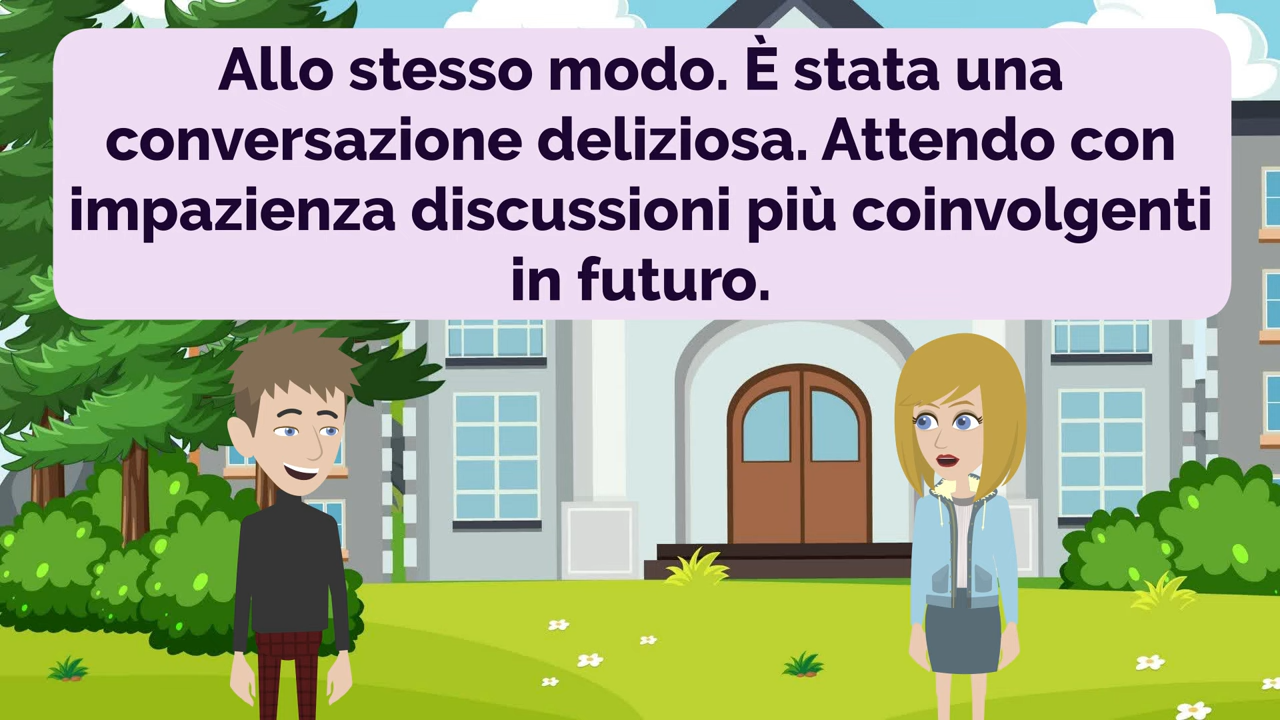 Allo stesso modo. È stata una
conversazione deliziosa. Attendo con
impazienza discussioni più coinvolgenti
in futuro.